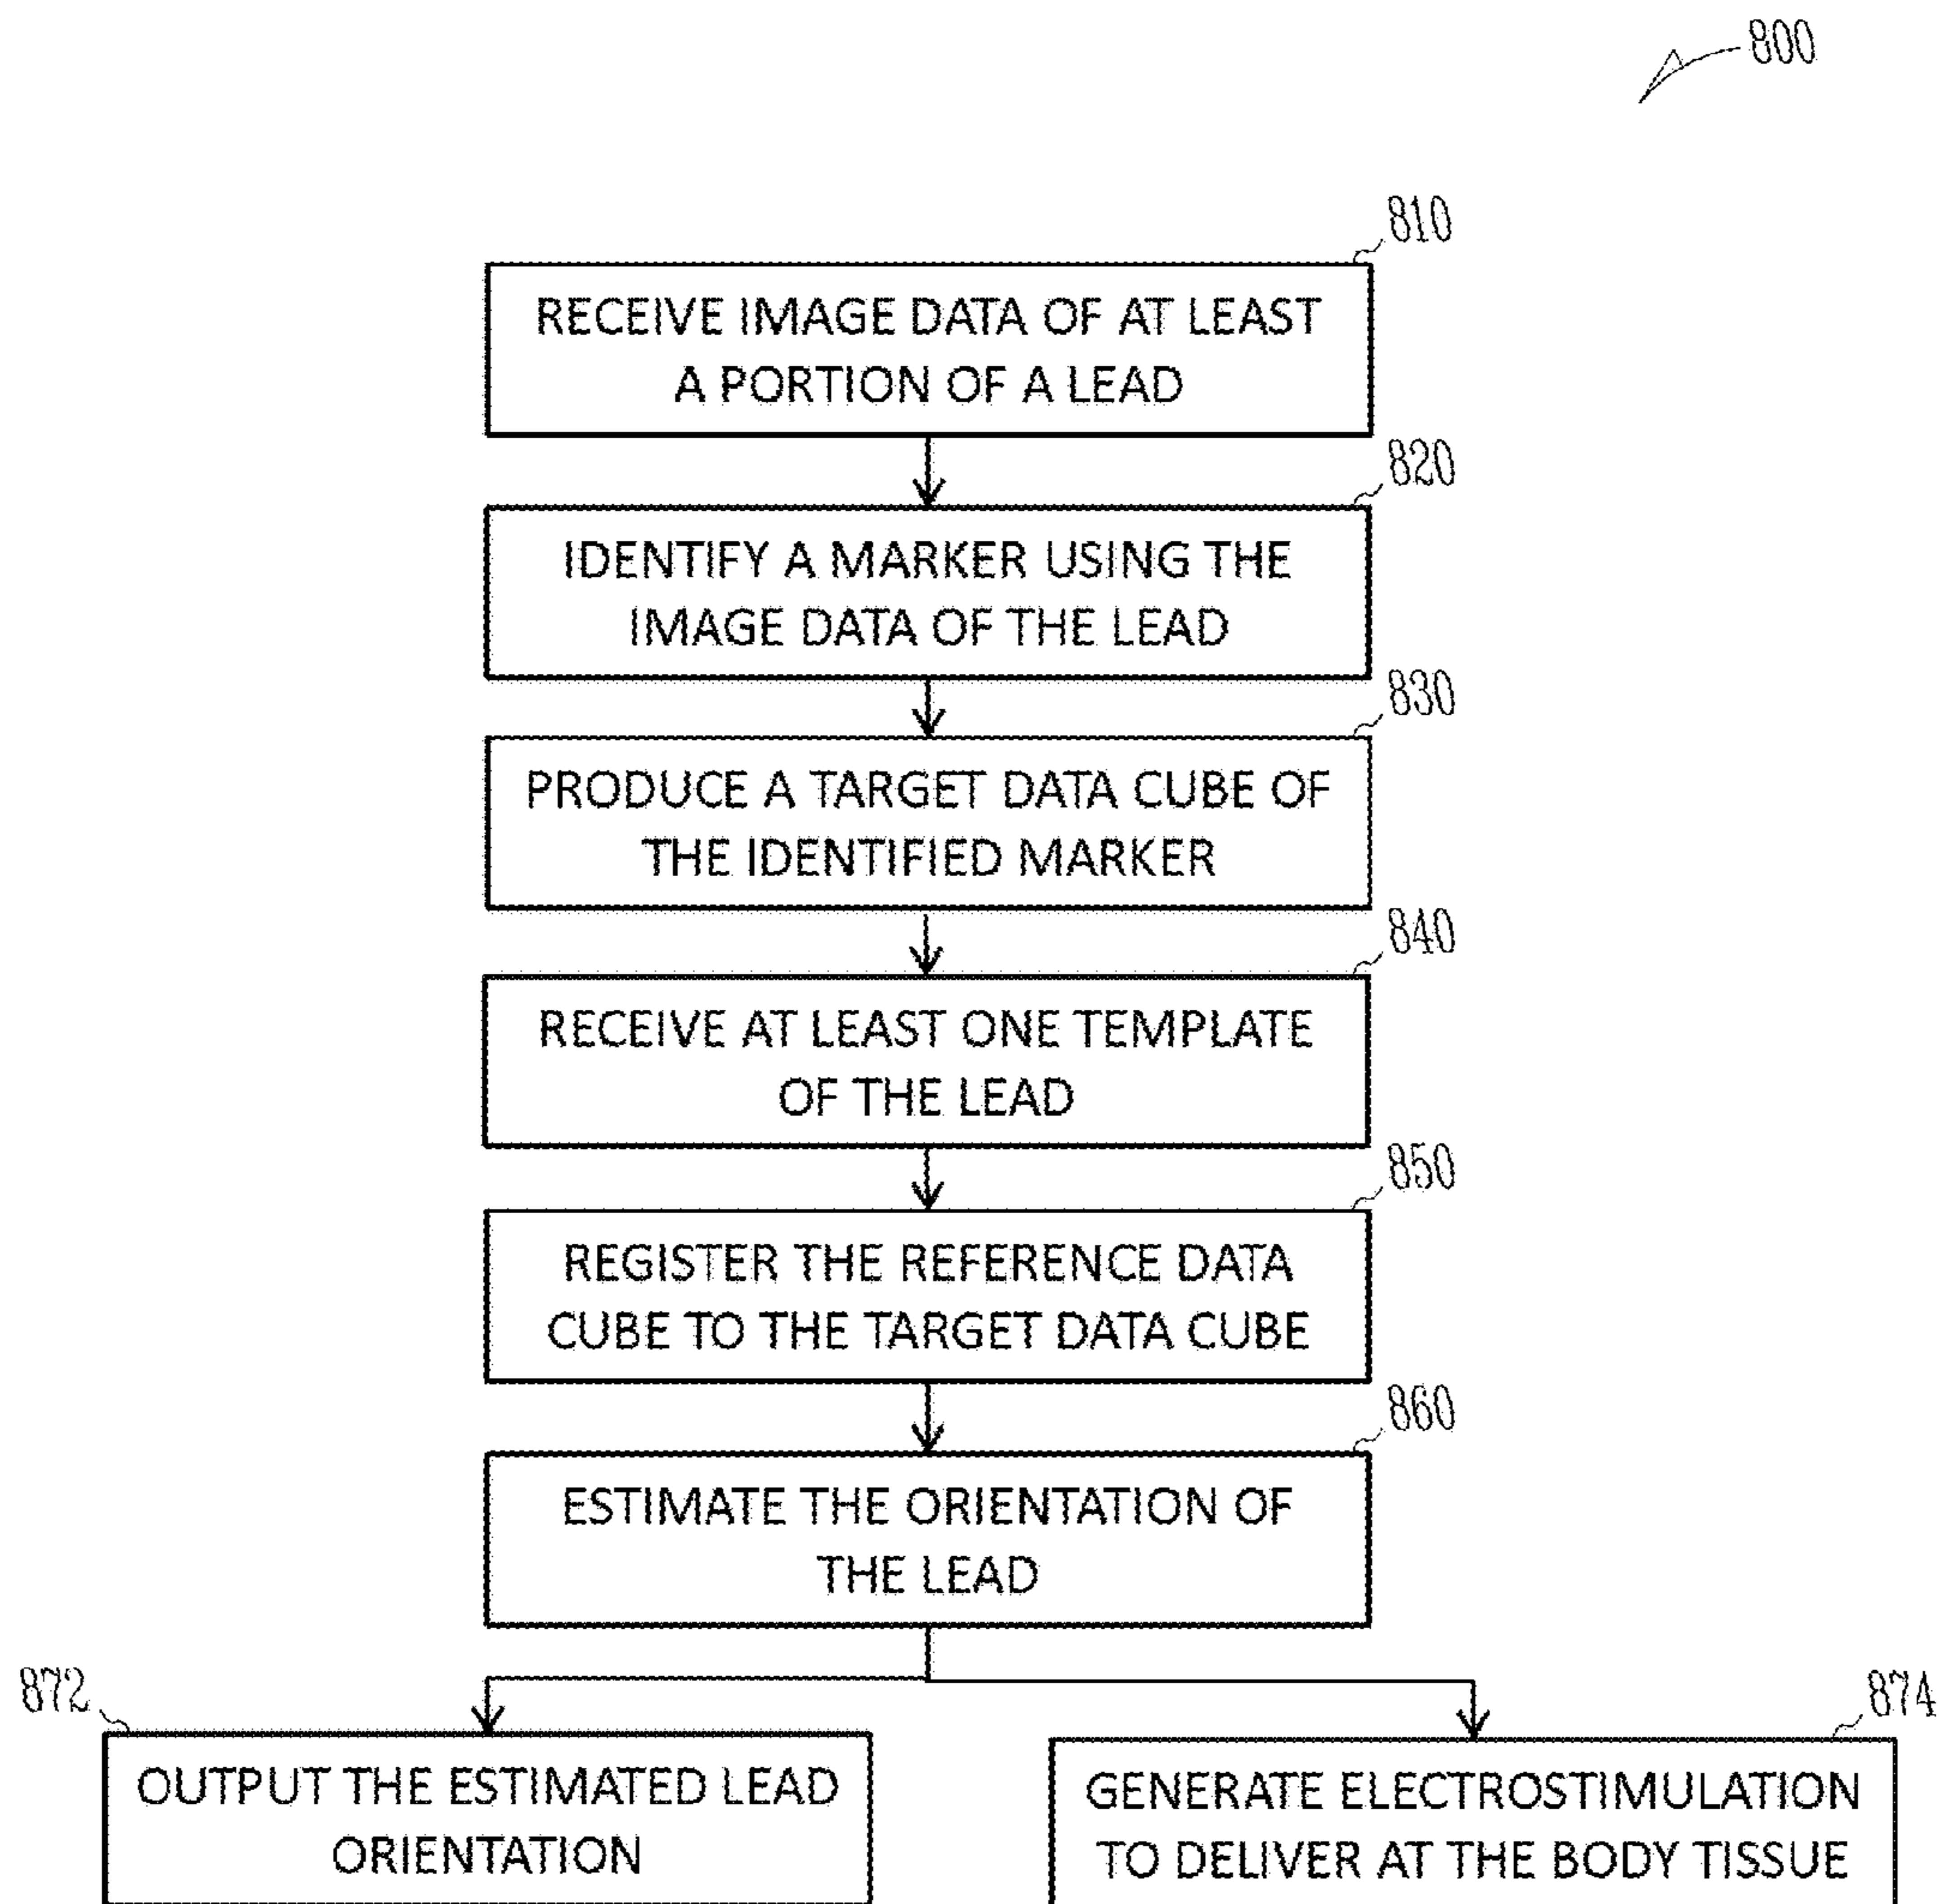 800
810
RECEIVE IMAGE DATA OF AT LEAST
A PORTION OF A LEAD
820
IDENTIFY A MARKER USING THE
IMAGE DATA OF THE LEAD
830
PRODUCE A TARGET DATA CUBE OF
THE IDENTIFIED MARKER
840
RECEIVE AT LEAST ONE TEMPLATE
OF THE LEAD
850
REGISTER THE REFERENCE DATA
CUBE TO THE TARGET DATA CUBE
860
ESTIMATE THE ORIENTATION OF
THE LEAD
872
OUTPUT THE ESTIMATED LEAD
ORIENTATION
874
GENERATE ELECTROSTIMULATION
TO DELIVER AT THE BODY TISSUE